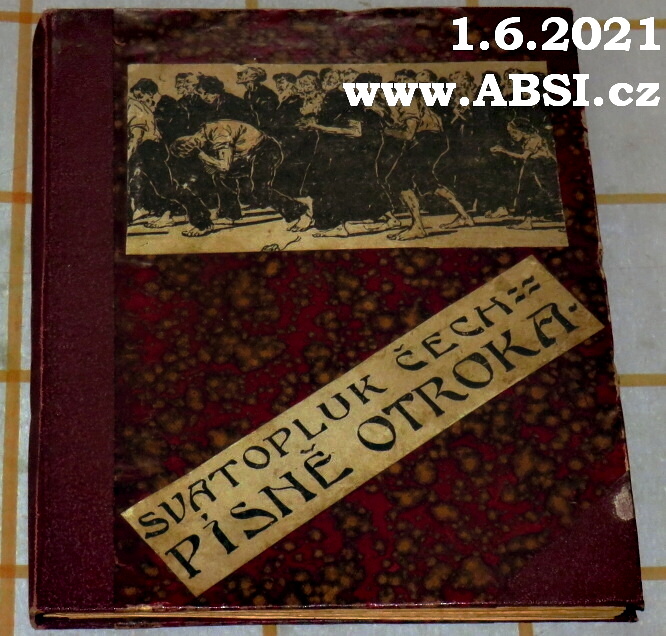 1.6.2021
www.ABSI.cz
SVATOPLUK ČECH
PÍSNĚ OTROKA.